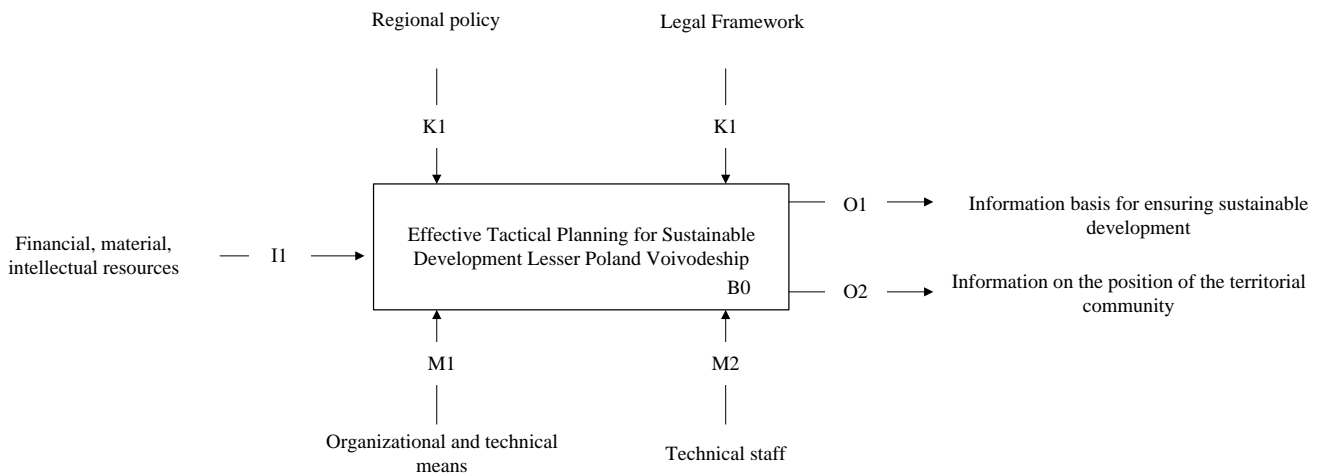 Regional policy
Legal Framework
K1
K1
Financial, material,
intellectual resources
I1
Effective Tactical Planning for Sustainable
Development Lesser Poland Voivodeship
B0
O1
Information basis for ensuring sustainable
development
O2
Information on the position of the territorial
community
M1
M2
Organizational and technical
means
Technical staff